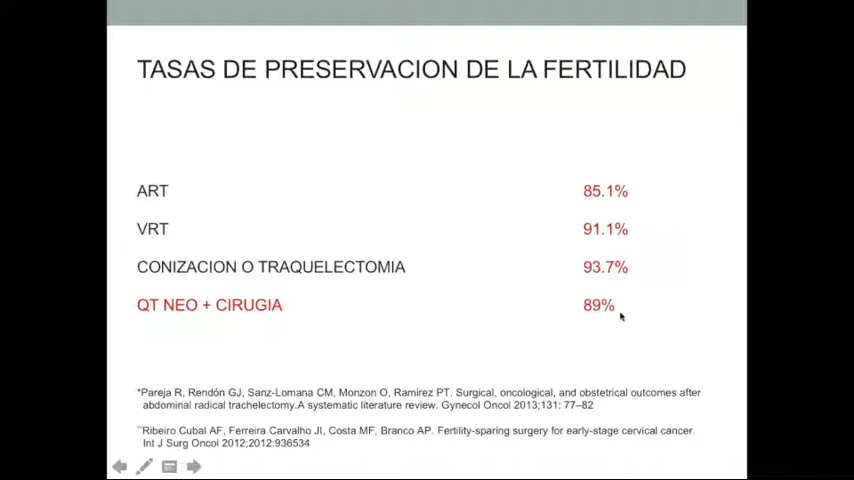 TASAS DE PRESERVACION DE LA FERTILIDAD
ART 85.1%
VRT 91.1%
CONIZACION O TRAQUELECTOMIA 93.7%
QT NEO + CIRUGIA 89%
*Pareja R, Rendón GJ, Sanz-Lomana CM, Monzon O, Ramirez PT. Surgical, oncological, and obstetrical outcomes after
abdominal radical trachelectomy.A systematic literature review. Gynecol Oncol 2013;131: 77–82
**Ribeiro Cubal AF, Ferreira Carvalho JI, Costa MF, Branco AP. Fertility-sparing surgery for early-stage cervical cancer.
Int J Surg Oncol 2012;2012:936534